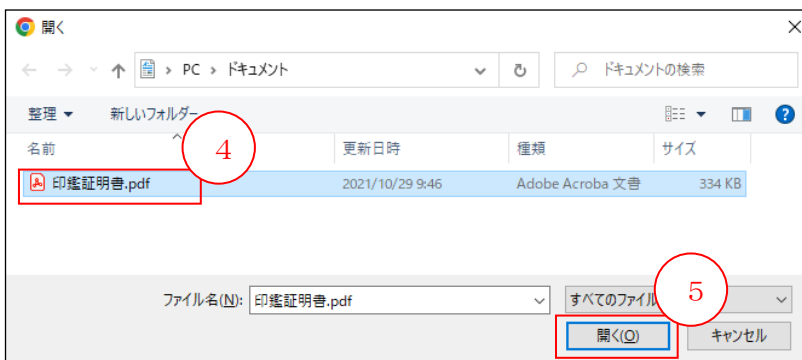 開く
PC > ドキュメント ドキュメントの検索
整理 新しいフォルダー
4
名前 更新日時 種類 サイズ
印鑑証明書.pdf 2021/10/29 9:46 Adobe Acroba 文書 334 KB
ファイル名(N): 印鑑証明書.pdf すべてのファイル
5
開く(O) キャンセル